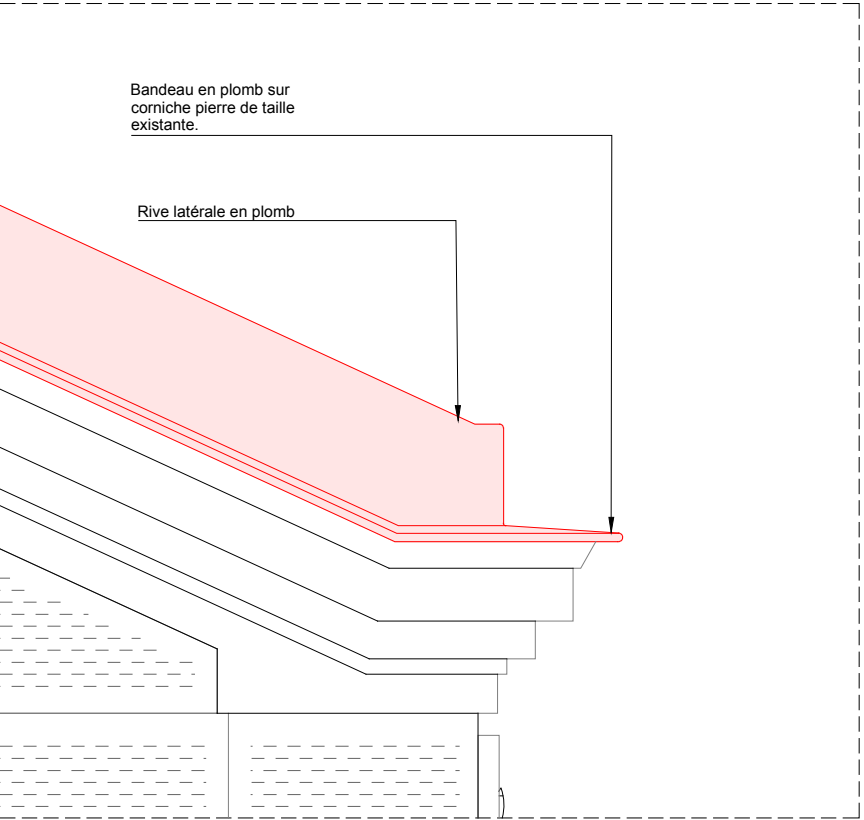 Bandeau en plomb sur
corniche pierre de taille
existante.
Rive latérale en plomb